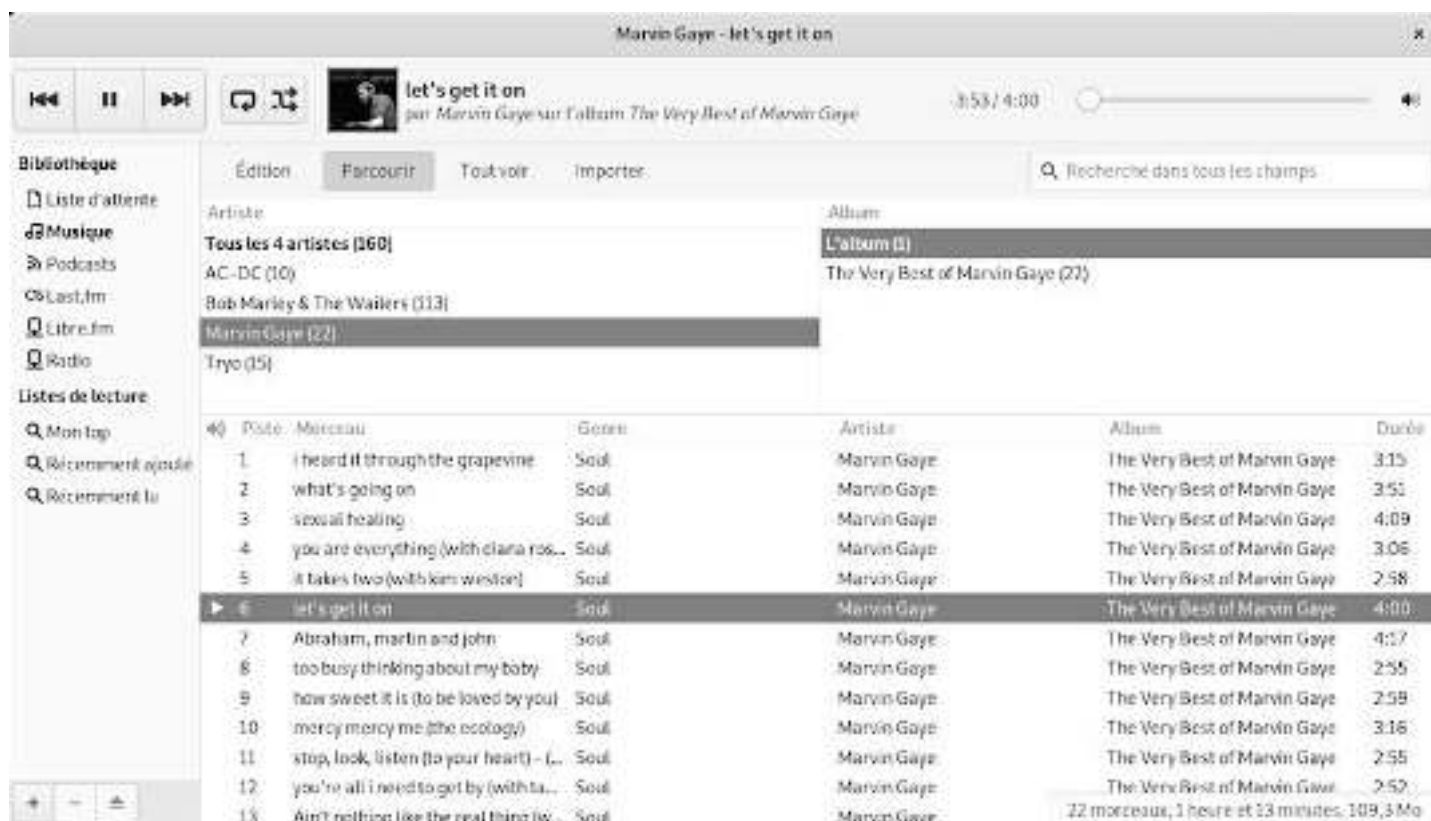 Marvin Gaye - let's get it on
let's get it on
par Marvin Gaye sur l'album The Very Best of Marvin Gaye
3:53 / 4:00
Bibliothèque
Liste d'attente
Musique
Podcasts
Last.fm
Libre.fm
Radio
Listes de lecture
Mon top
Récemment ajouté
Récemment lu
Édition Parcourir Tout voir Importer
Recherche dans tous les champs
Artiste
Tous les 4 artistes (160)
AC-DC (10)
Bob Marley & The Wailers (113)
Marvin Gaye (22)
Tryo (15)
Album
L'album (1)
The Very Best of Marvin Gaye (22)
Piste Morceau Genre Artiste Album Durée
1 i heard it through the grapevine Soul Marvin Gaye The Very Best of Marvin Gaye 3:15
2 what's going on Soul Marvin Gaye The Very Best of Marvin Gaye 3:51
3 sexual healing Soul Marvin Gaye The Very Best of Marvin Gaye 4:09
4 you are everything (with diana ros... Soul Marvin Gaye The Very Best of Marvin Gaye 3:06
5 it takes two (with kim weston) Soul Marvin Gaye The Very Best of Marvin Gaye 2:58
6 let's get it on Soul Marvin Gaye The Very Best of Marvin Gaye 4:00
7 Abraham, martin and john Soul Marvin Gaye The Very Best of Marvin Gaye 4:17
8 too busy thinking about my baby Soul Marvin Gaye The Very Best of Marvin Gaye 2:55
9 how sweet it is (to be loved by you) Soul Marvin Gaye The Very Best of Marvin Gaye 2:59
10 mercy mercy me (the ecology) Soul Marvin Gaye The Very Best of Marvin Gaye 3:16
11 stop, look, listen (to your heart) - (... Soul Marvin Gaye The Very Best of Marvin Gaye 2:55
12 you're all i need to get by (with ta... Soul Marvin Gaye The Very Best of Marvin Gaye 2:52
13 Ain't nothing like the real thing (w... Soul Marvin Gaye
22 morceaux, 1 heure et 13 minutes, 109,3 Mo